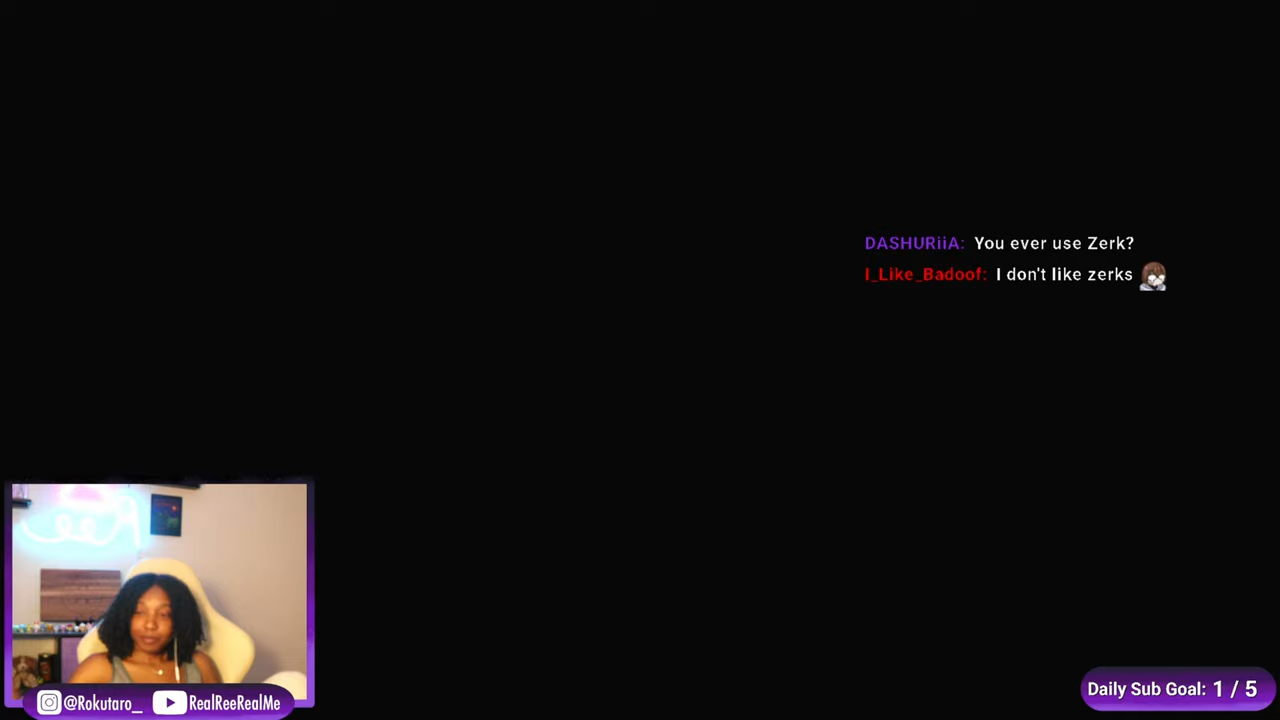 DASHURiiA: You ever use Zerk?
I_Like_Badoof: I don't like zerks
@Rokutaro_ RealReeRealMe
Daily Sub Goal: 1 / 5